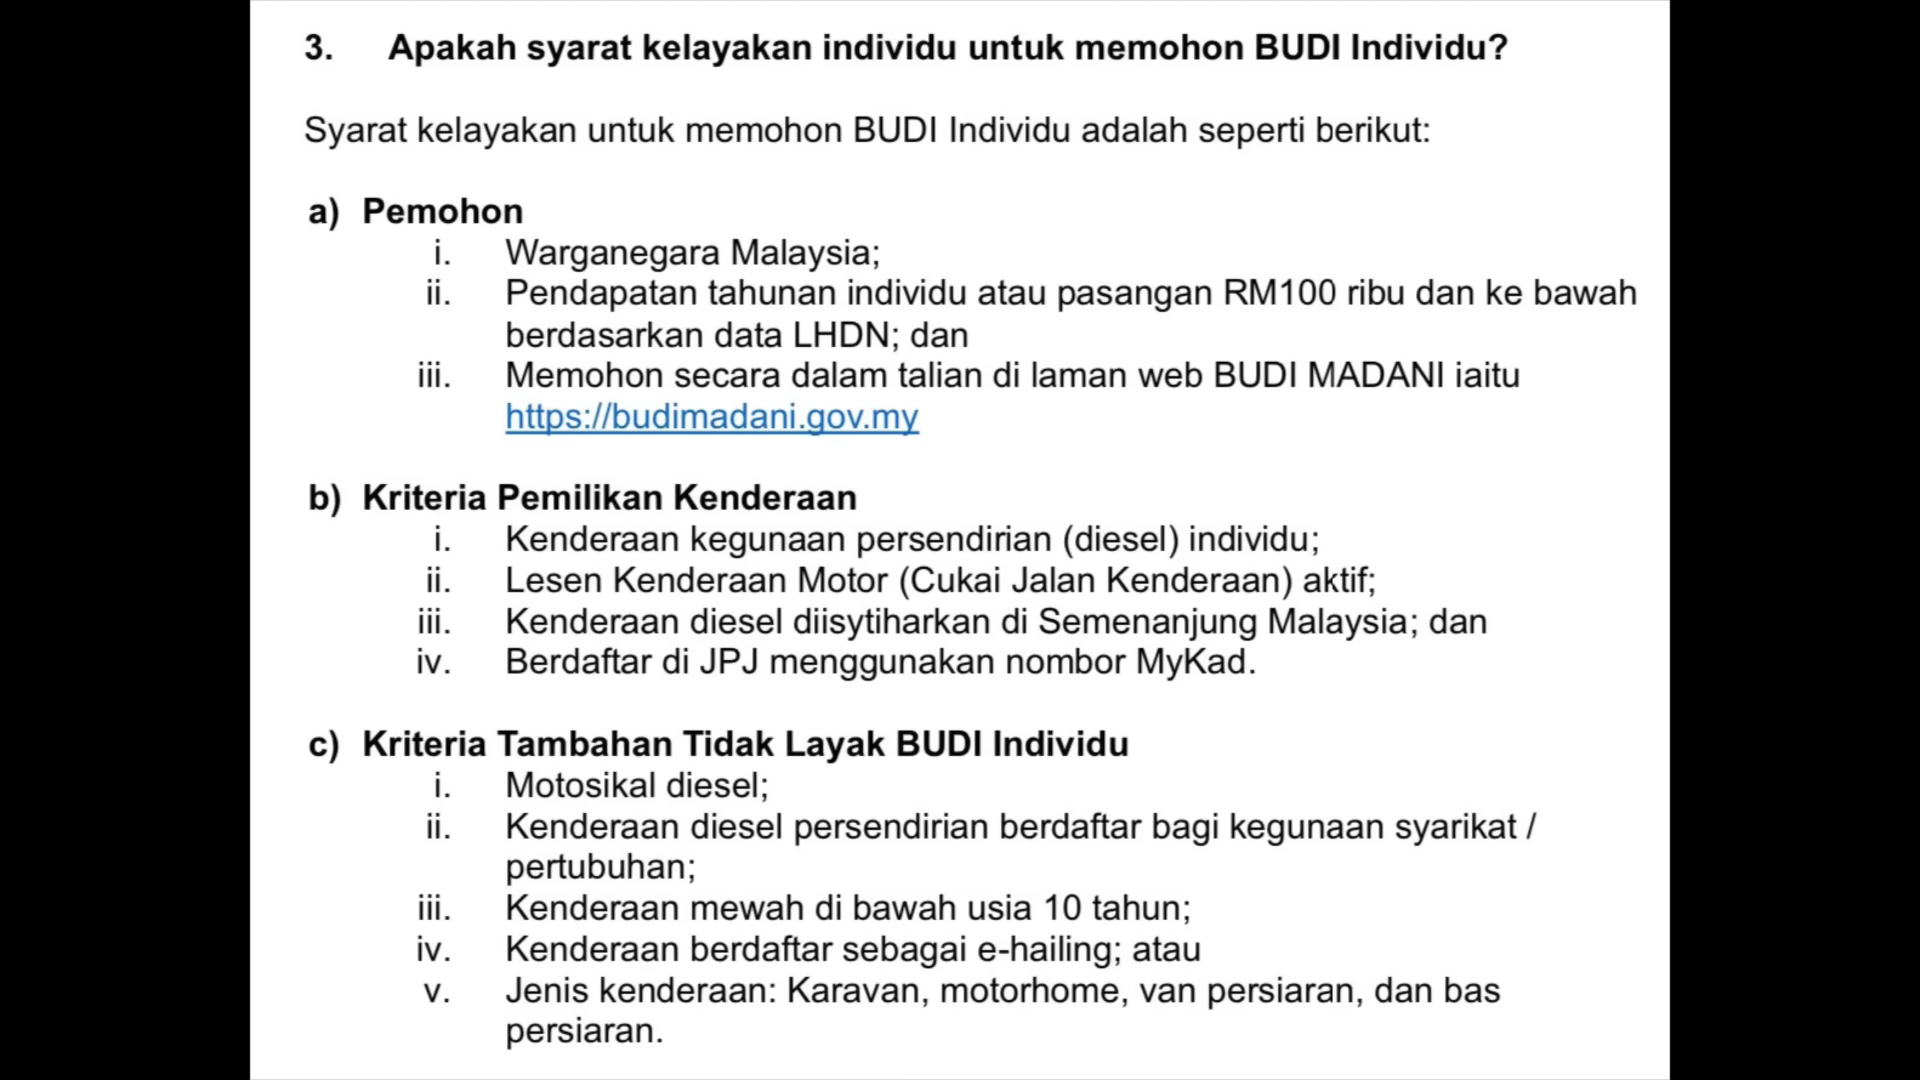 3. Apakah syarat kelayakan individu untuk memohon BUDI Individu?
Syarat kelayakan untuk memohon BUDI Individu adalah seperti berikut:
a) Pemohon
i. Warganegara Malaysia;
ii. Pendapatan tahunan individu atau pasangan RM100 ribu dan ke bawah
berdasarkan data LHDN; dan
iii. Memohon secara dalam talian di laman web BUDI MADANI iaitu
https://budimadani.gov.my
b) Kriteria Pemilikan Kenderaan
i. Kenderaan kegunaan persendirian (diesel) individu;
ii. Lesen Kenderaan Motor (Cukai Jalan Kenderaan) aktif;
iii. Kenderaan diesel diisytiharkan di Semenanjung Malaysia; dan
iv. Berdaftar di JPJ menggunakan nombor MyKad.
c) Kriteria Tambahan Tidak Layak BUDI Individu
i. Motosikal diesel;
ii. Kenderaan diesel persendirian berdaftar bagi kegunaan syarikat /
pertubuhan;
iii. Kenderaan mewah di bawah usia 10 tahun;
iv. Kenderaan berdaftar sebagai e-hailing; atau
v. Jenis kenderaan: Karavan, motorhome, van persiaran, dan bas
persiaran.